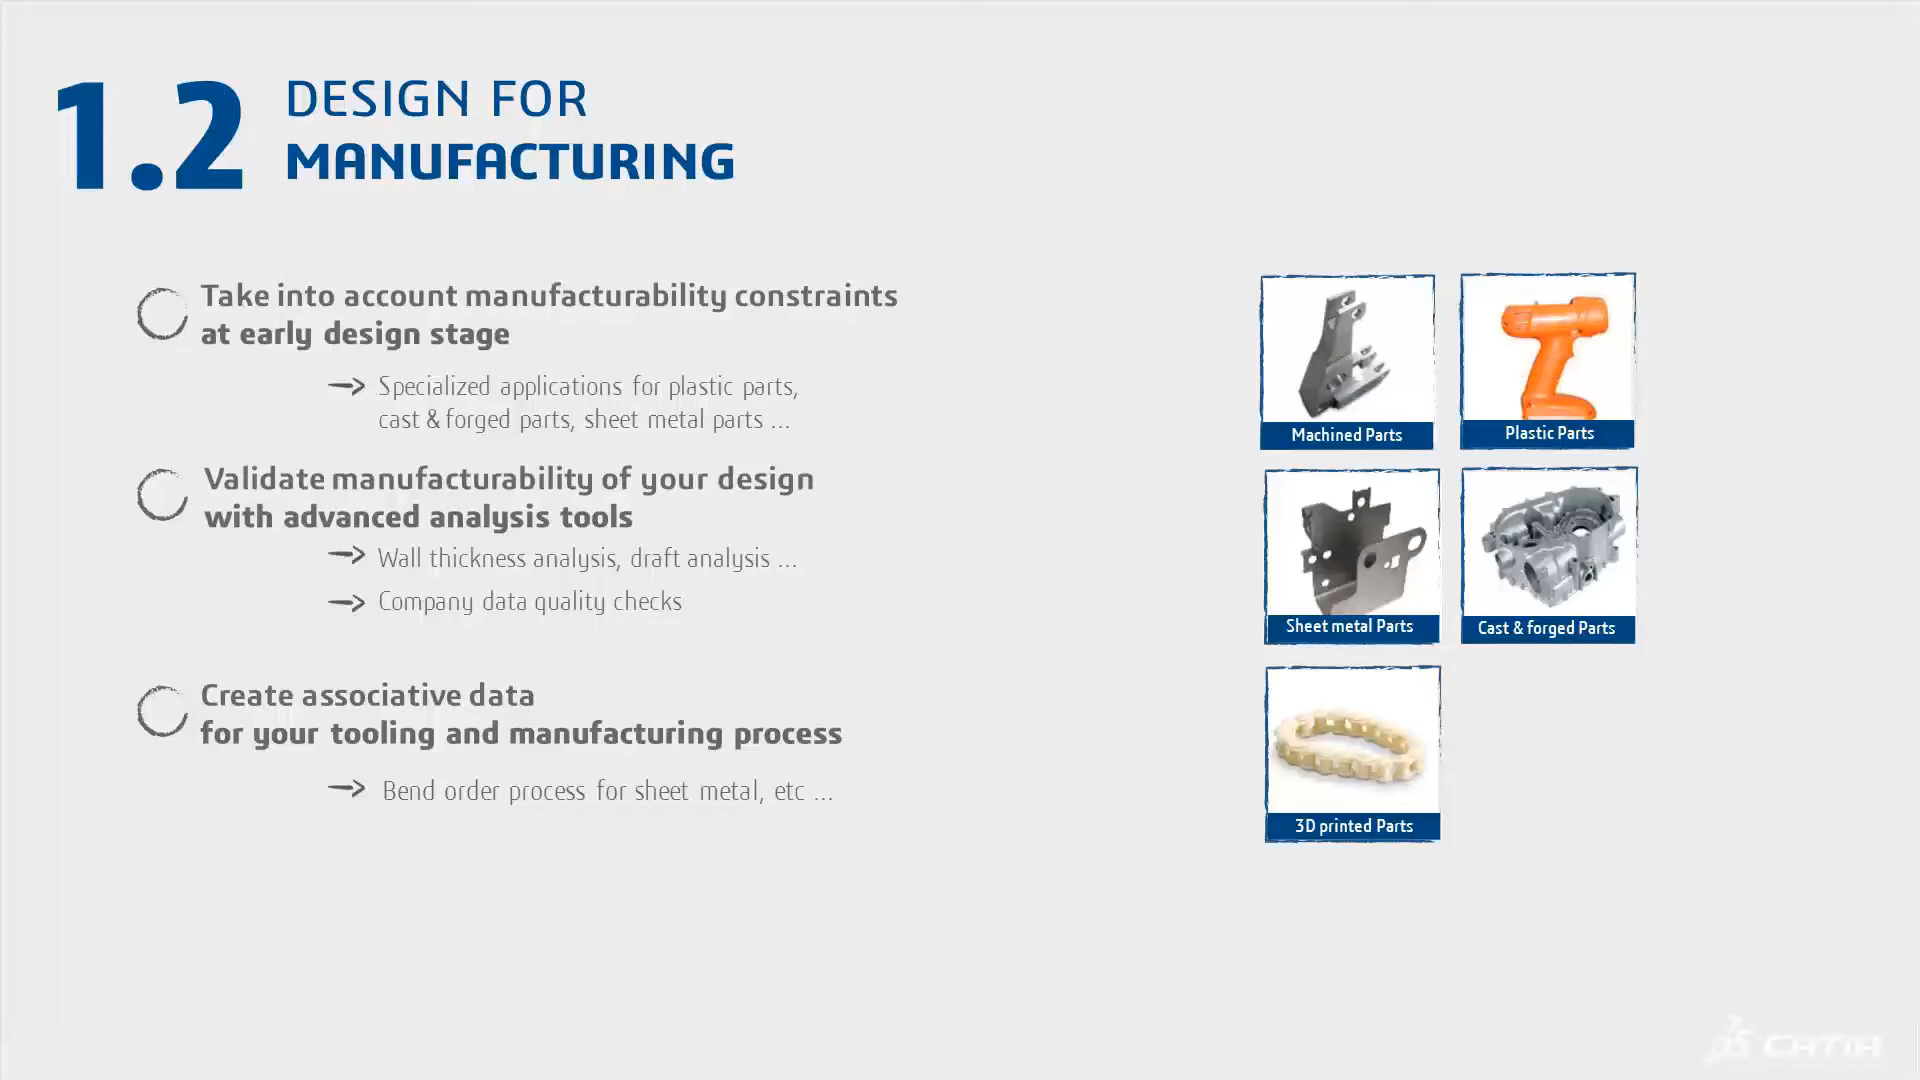 1.2
DESIGN FOR
MANUFACTURING
Take into account manufacturability constraints
at early design stage
Specialized applications for plastic parts,
cast & forged parts, sheet metal parts ...
Validate manufacturability of your design
with advanced analysis tools
Wall thickness analysis, draft analysis ...
Company data quality checks
Create associative data
for your tooling and manufacturing process
Bend order process for sheet metal, etc ...
Machined Parts
Plastic Parts
Sheet metal Parts
Cast & forged Parts
3D printed Parts
CATIA